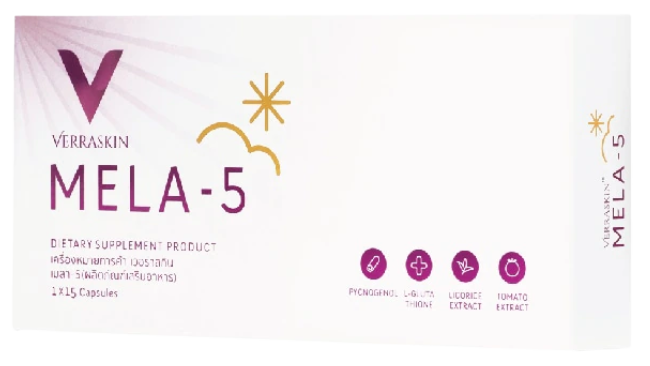 VERRASKIN
MELA - 5
DIETARY SUPPLEMENT PRODUCT
เครื่องหมายการค้า เวอราสกิน
เมลา-5(ผลิตภัณฑ์เสริมอาหาร)
1X15 Capsules
PYCNOGENOL
L-GLUTA
THIONE
LICORICE
EXTRACT
TOMATO
EXTRACT
VERRASKIN™
MELA - 5